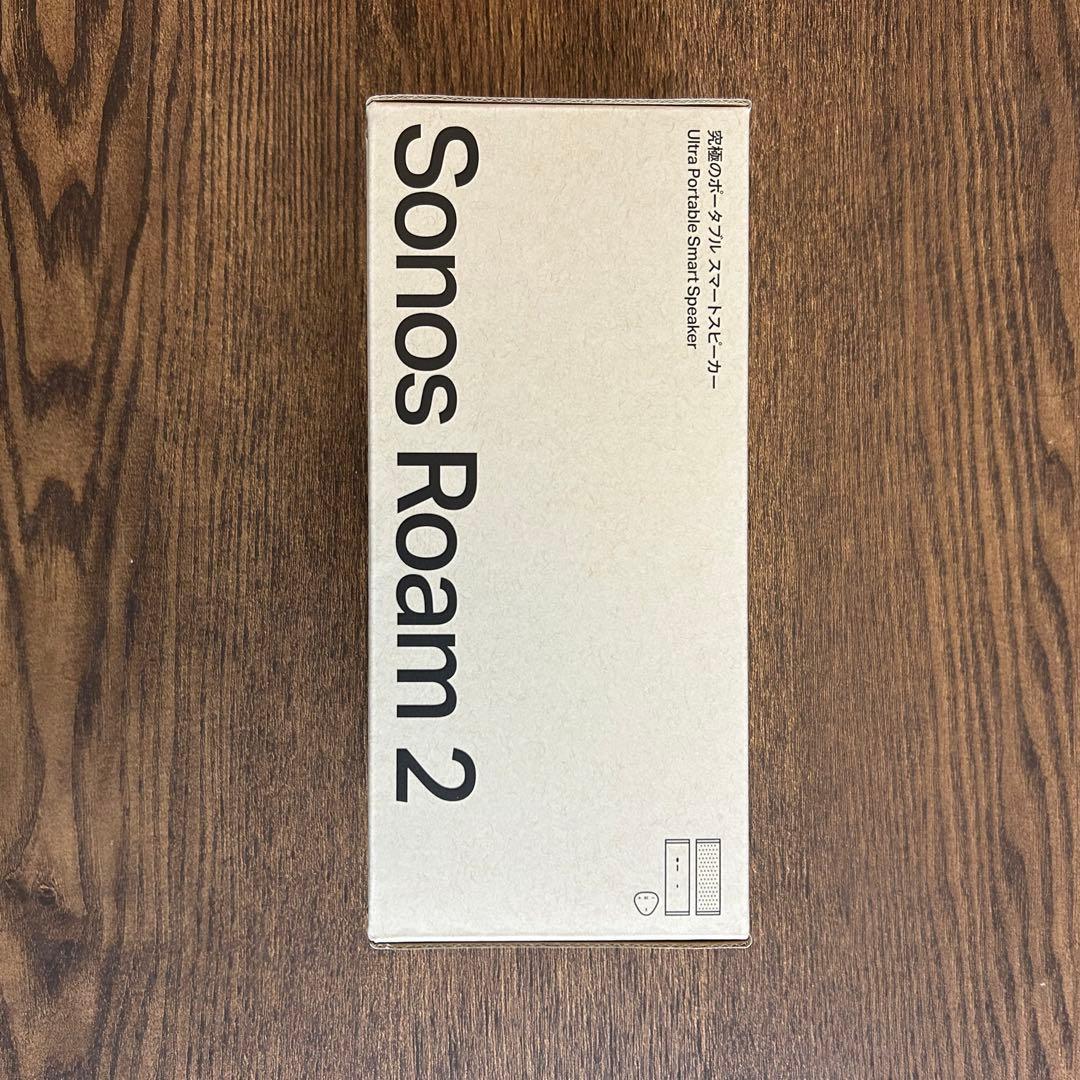 究極のポータブル スマートスピーカー
Ultra Portable Smart Speaker
Sonos Roam 2